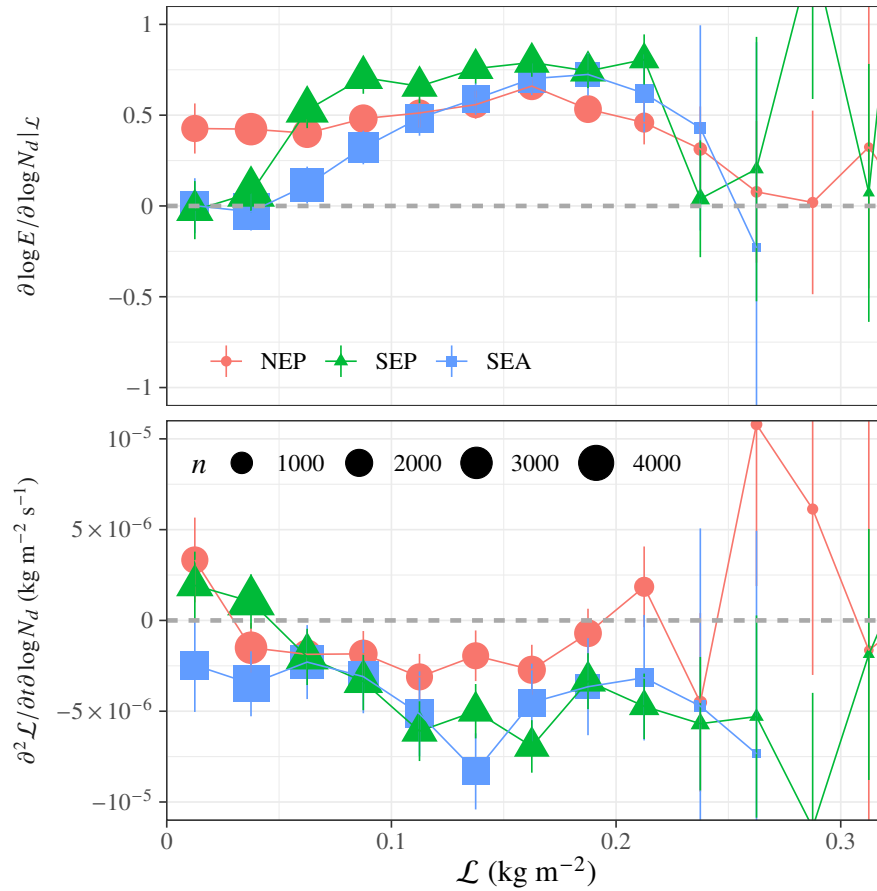 1
0.5
0
−0.5
−1
∂ log E/∂ log N_d|_ℒ
NEP SEP SEA
n 1000 2000 3000 4000
10^−5
5 × 10^−6
0
−5 × 10^−6
−10^−5
∂²ℒ/∂t∂ log N_d (kg m^−2 s^−1)
0 0.1 0.2 0.3
ℒ (kg m^−2)